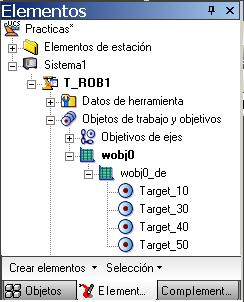 Elementos
UCS
Practicas*
Elementos de estación
Sistema1
T_ROB1
Datos de herramienta
Objetos de trabajo y objetivos
Objetivos de ejes
wobj0
wobj0_de
Target_10
Target_30
Target_40
Target_50
Crear elementos Selección
Objetos Element... Complement...